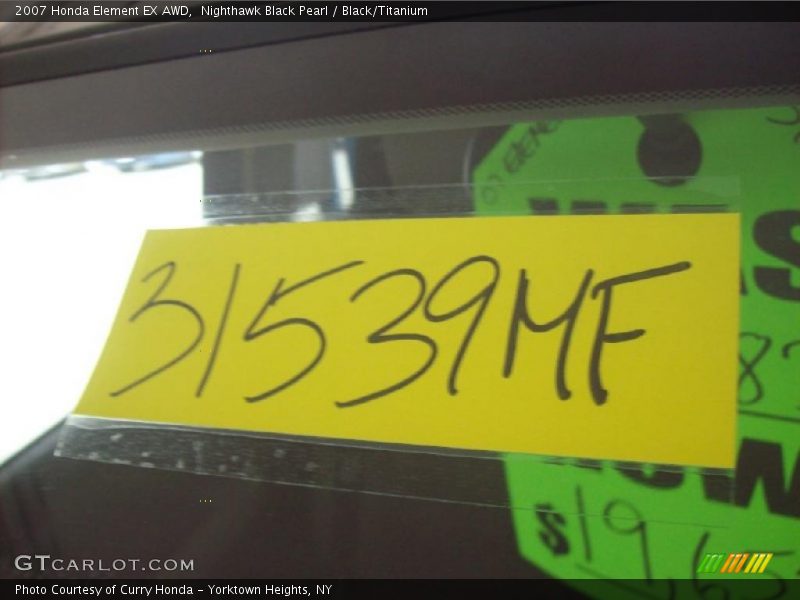 2007 Honda Element EX AWD,  Nighthawk Black Pearl / Black/Titanium
31539MF
$196
GTCARLOT.COM
Photo Courtesy of Curry Honda - Yorktown Heights, NY